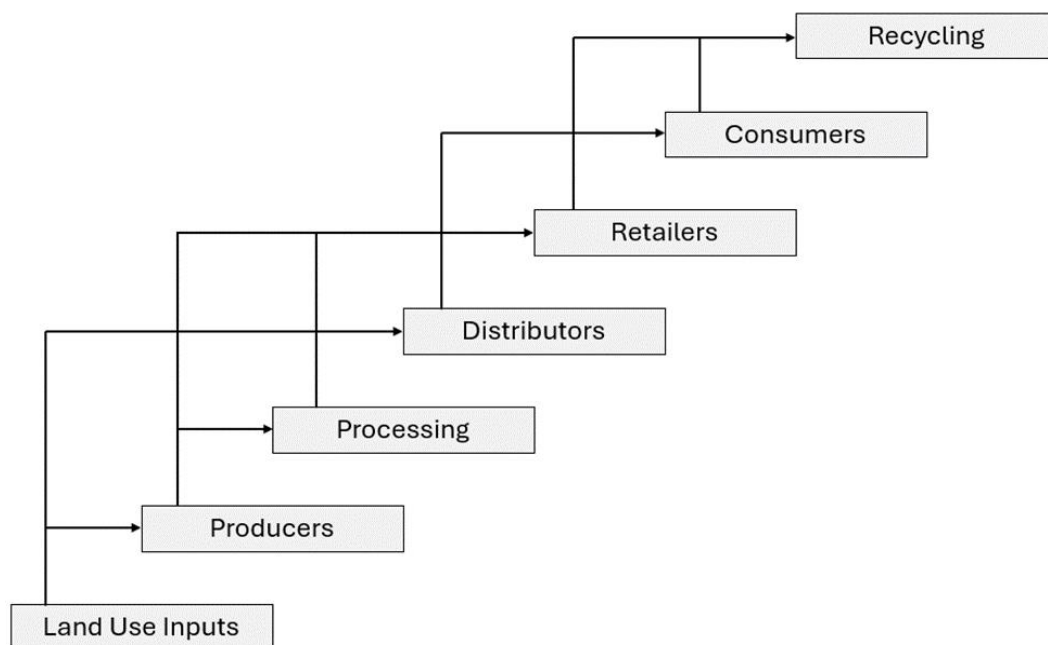 Recycling
Consumers
Retailers
Distributors
Processing
Producers
Land Use Inputs